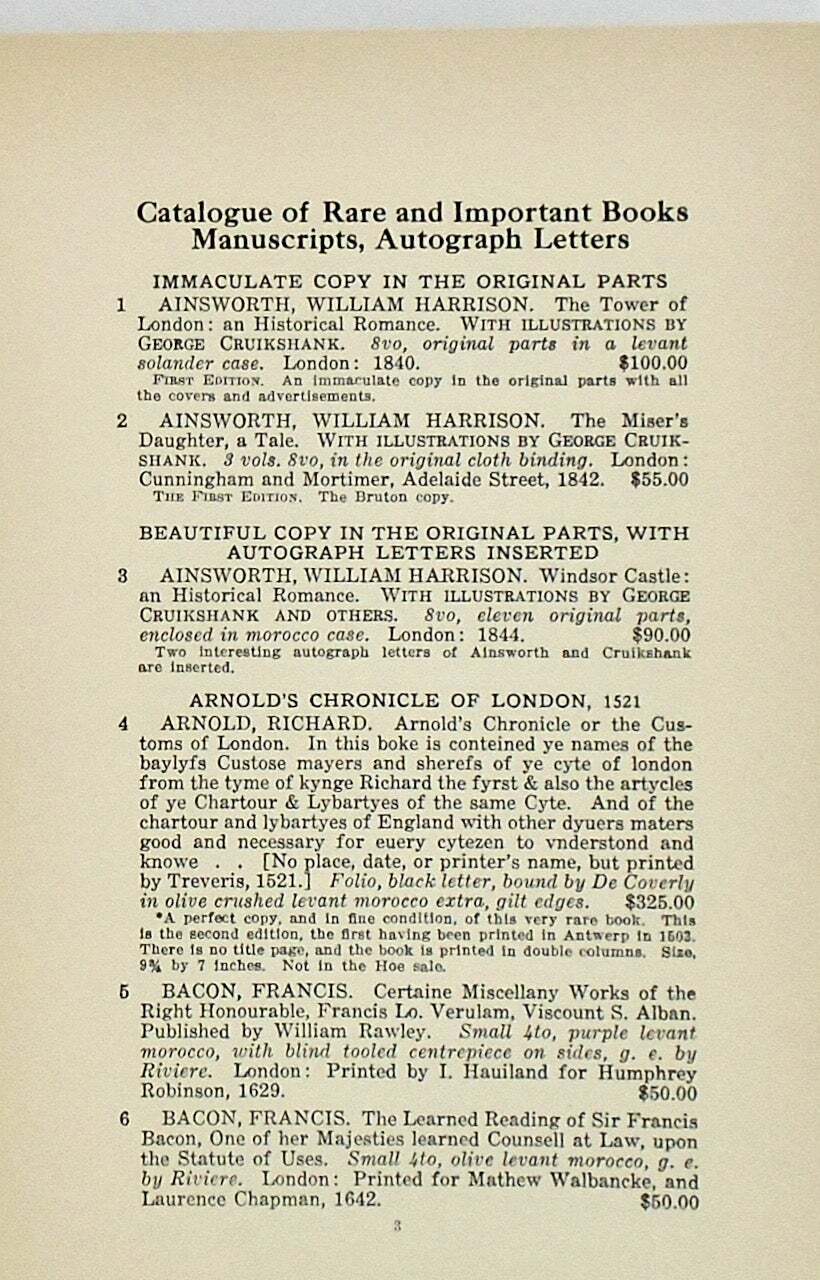 Catalogue of Rare and Important Books
Manuscripts, Autograph Letters
IMMACULATE COPY IN THE ORIGINAL PARTS
1 AINSWORTH, WILLIAM HARRISON. The Tower of
London: an Historical Romance. WITH ILLUSTRATIONS BY
GEORGE CRUIKSHANK. 8vo, original parts in a levant
solander case. London: 1840. $100.00
FIRST EDITION. An immaculate copy in the original parts with all
the covers and advertisements.
2 AINSWORTH, WILLIAM HARRISON. The Miser's
Daughter, a Tale. WITH ILLUSTRATIONS BY GEORGE CRUIK-
SHANK. 3 vols. 8vo, in the original cloth binding. London:
Cunningham and Mortimer, Adelaide Street, 1842. $55.00
THE FIRST EDITION. The Bruton copy.
BEAUTIFUL COPY IN THE ORIGINAL PARTS, WITH
AUTOGRAPH LETTERS INSERTED
3 AINSWORTH, WILLIAM HARRISON. Windsor Castle:
an Historical Romance. WITH ILLUSTRATIONS BY GEORGE
CRUIKSHANK AND OTHERS. 8vo, eleven original parts,
enclosed in morocco case. London: 1844. $90.00
Two interesting autograph letters of Ainsworth and Cruikshank
are inserted.
ARNOLD'S CHRONICLE OF LONDON, 1521
4 ARNOLD, RICHARD. Arnold's Chronicle or the Cus-
toms of London. In this boke is conteined ye names of the
baylyfs Custose mayers and sherefs of ye cyte of london
from the tyme of kynge Richard the fyrst & also the artycles
of ye Chartour & Lybartyes of the same Cyte. And of the
chartour and lybartyes of England with other dyuers maters
good and necessary for euery cytezen to vnderstond and
knowe . . [No place, date, or printer's name, but printed
by Treveris, 1521.] Folio, black letter, bound by De Coverly
in olive crushed levant morocco extra, gilt edges. $325.00
*A perfect copy, and in fine condition, of this very rare book. This
is the second edition, the first having been printed in Antwerp in 1503.
There is no title page, and the book is printed in double columns. Size,
9¾ by 7 inches. Not in the Hoe sale.
5 BACON, FRANCIS. Certaine Miscellany Works of the
Right Honourable, Francis Lo. Verulam, Viscount S. Alban.
Published by William Rawley. Small 4to, purple levant
morocco, with blind tooled centrepiece on sides, g. e. by
Riviere. London: Printed by I. Hauiland for Humphrey
Robinson, 1629. $50.00
6 BACON, FRANCIS. The Learned Reading of Sir Francis
Bacon, One of her Majesties learned Counsell at Law, upon
the Statute of Uses. Small 4to, olive levant morocco, g. e.
by Riviere. London: Printed for Mathew Walbancke, and
Laurence Chapman, 1642. $50.00
3